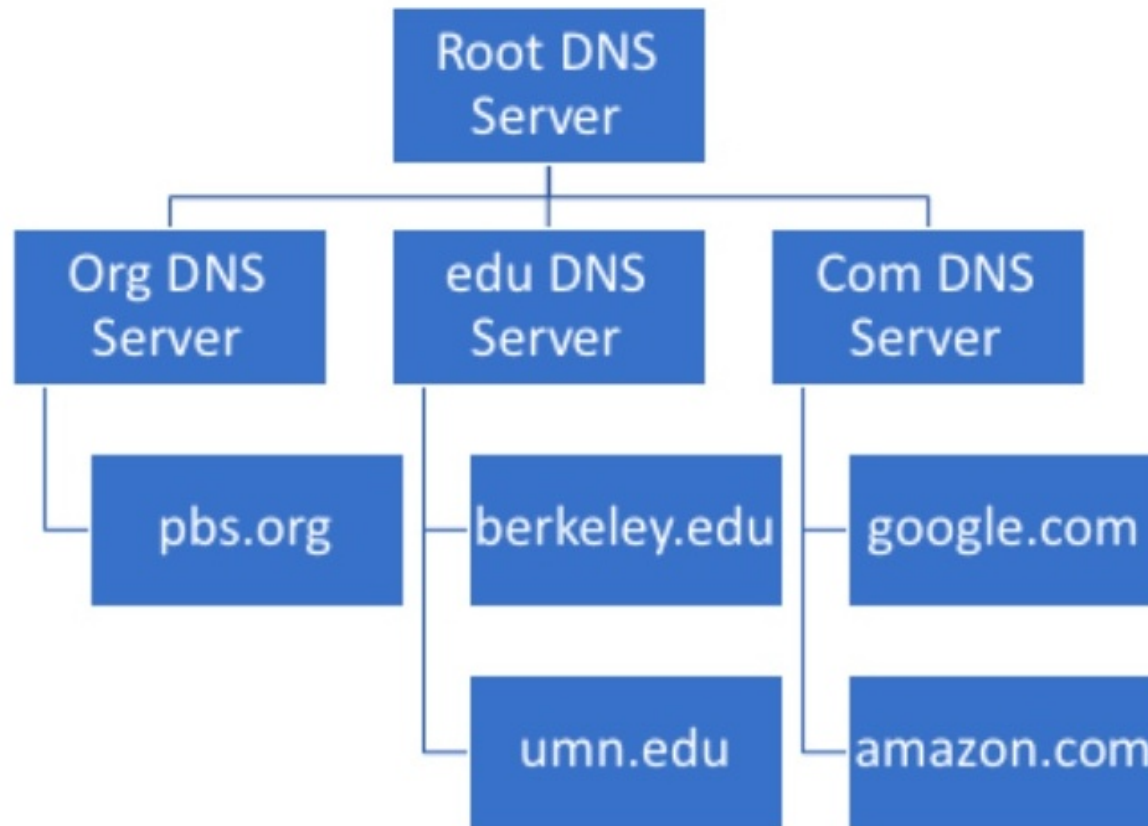 Root DNS
Server
Org DNS
Server
edu DNS
Server
Com DNS
Server
pbs.org
berkeley.edu
google.com
umn.edu
amazon.com